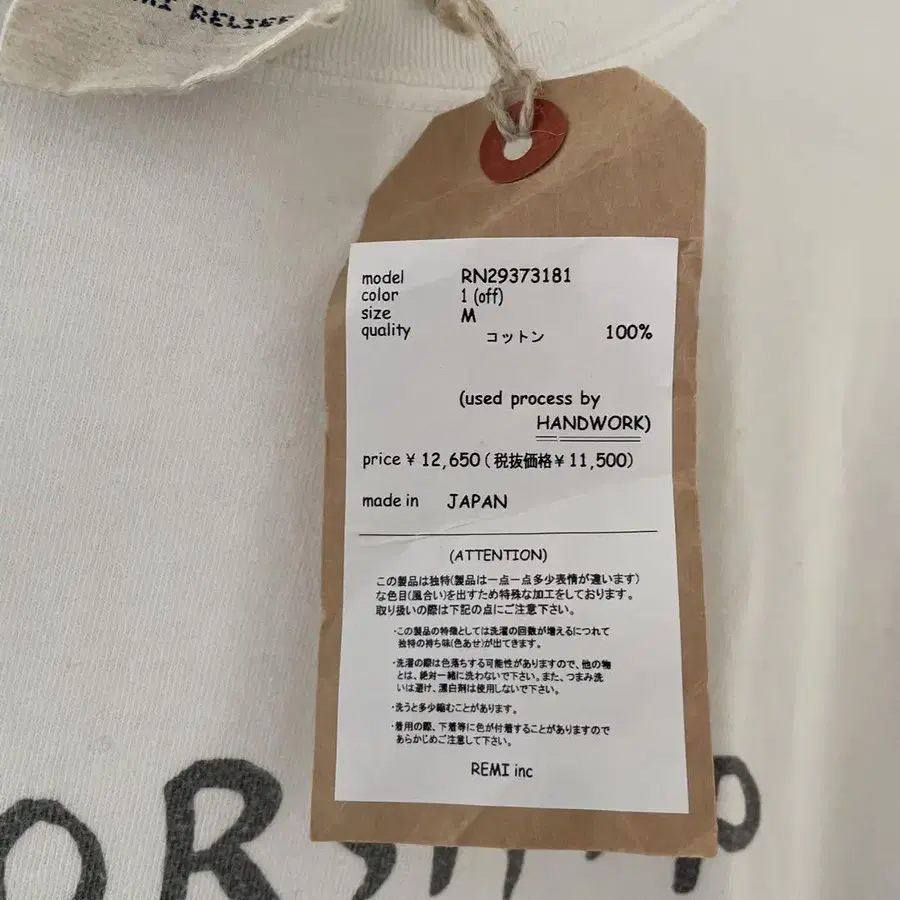 REMI RELIEF
model RN29373181
color 1 (off)
size M
quality コットン 100%
(used process by
HANDWORK)
price ¥ 12,650 (税抜価格¥ 11,500)
made in JAPAN
(ATTENTION)
この製品は独特(製品は一点一点多少表情が違います)
な色目(風合い)を出すため特殊な加工をしております。
取り扱いの際は下記の点にご注意下さい。
・この製品の特徴としては洗濯の回数が増えるにつれて
独特の持ち味(色あせ)が出てきます。
・洗濯の際は色落ちする可能性がありますので、他の物
とは、絶対一緒に洗わないで下さい。また、つまみ洗
いは避け、漂白剤は使用しないで下さい。
・洗うと多少縮むことがあります。
・着用の際、下着等に色が付着することがありますので
あらかじめご注意して下さい。
REMI inc